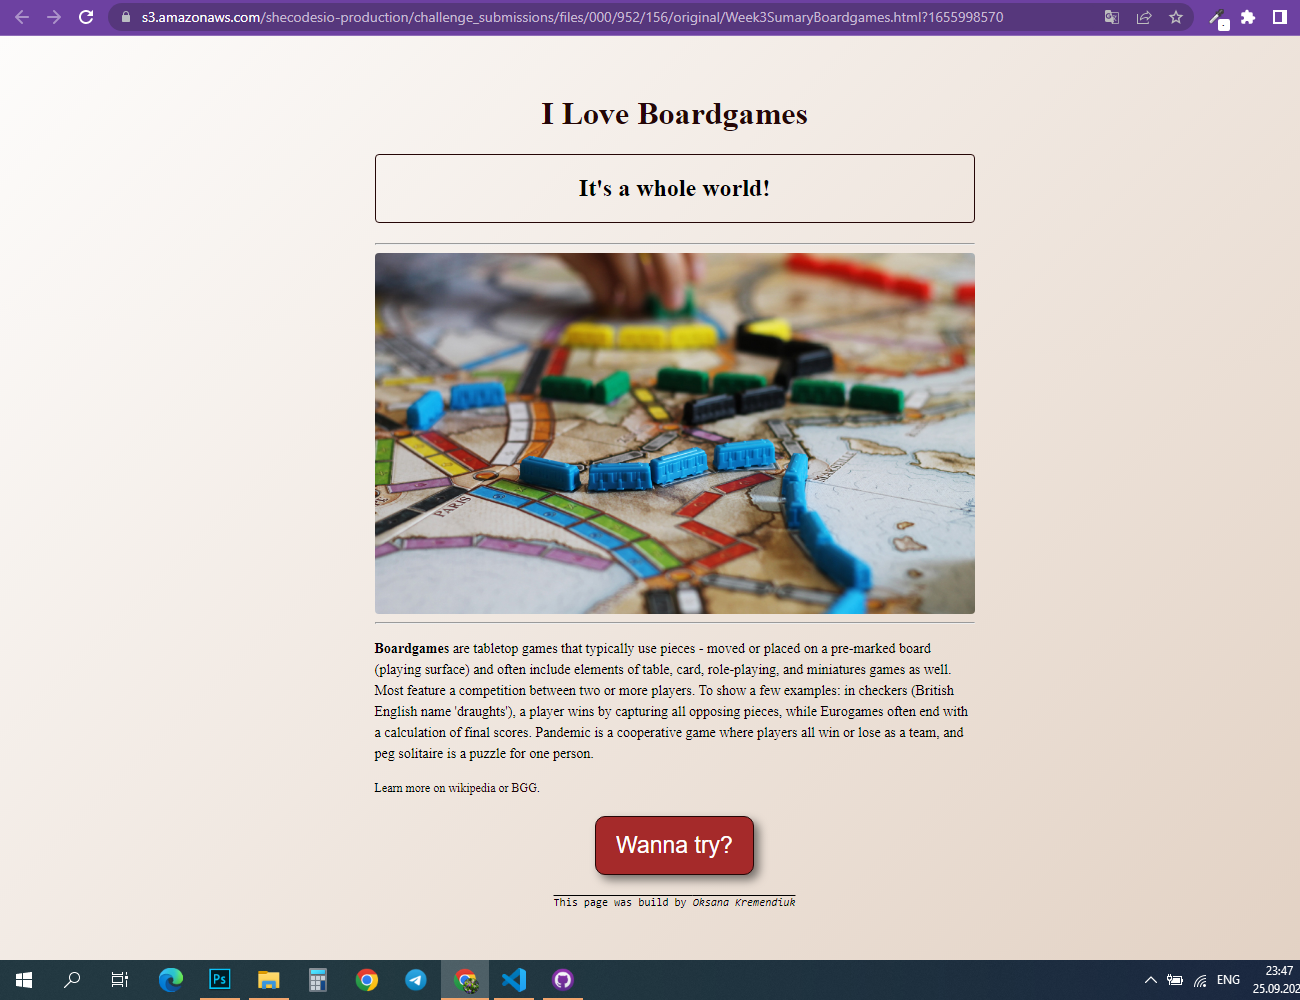 s3.amazonaws.com/shecodesio-production/challenge_submissions/files/000/952/156/original/Week3SumaryBoardgames.html?1655998570
I Love Boardgames
It's a whole world!
MARSEILLE
PARIS
Boardgames are tabletop games that typically use pieces - moved or placed on a pre-marked board
(playing surface) and often include elements of table, card, role-playing, and miniatures games as well.
Most feature a competition between two or more players. To show a few examples: in checkers (British
English name 'draughts'), a player wins by capturing all opposing pieces, while Eurogames often end with
a calculation of final scores. Pandemic is a cooperative game where players all win or lose as a team, and
peg solitaire is a puzzle for one person.
Learn more on wikipedia or BGG.
Wanna try?
This page was build by Oksana Kremendiuk
Ps
ENG
23:47
25.09.202